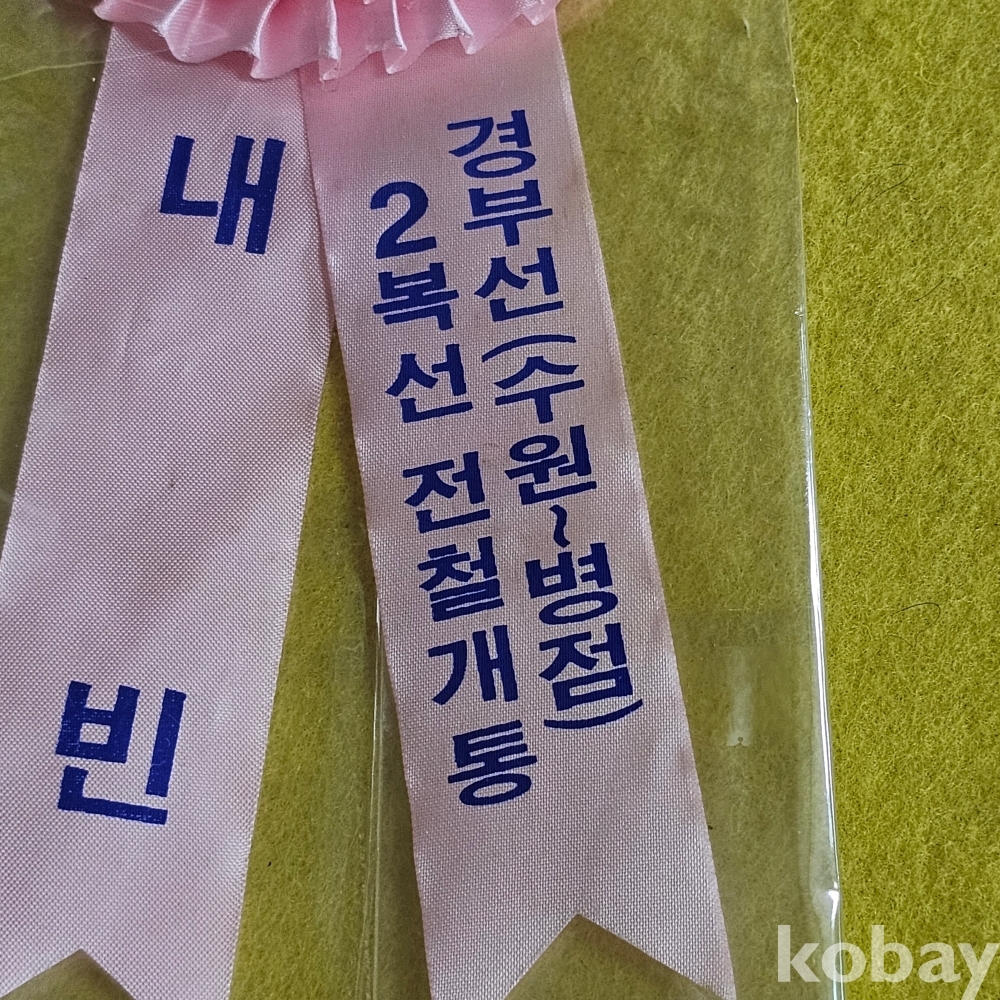 내빈
경부선(수원~병점)
2복선 전철개통
kobay